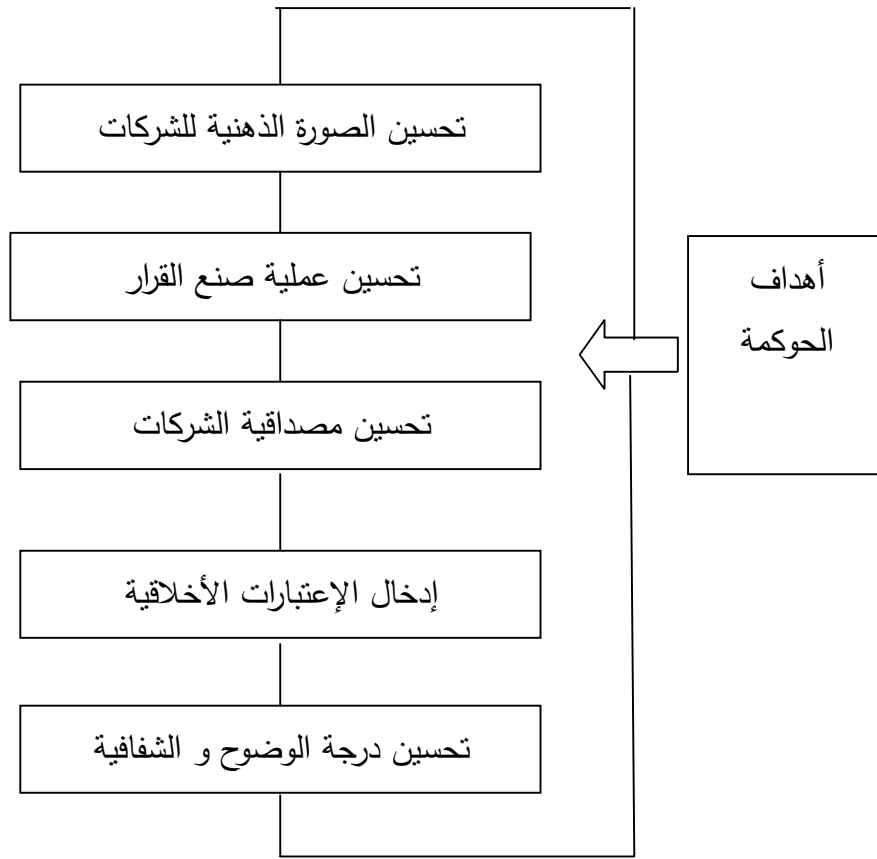 تحسين الصورة الذهنية للشركات
تحسين عملية صنع القرار
أهداف
الحوكمة
تحسين مصداقية الشركات
إدخال الإعتبارات الأخلاقية
تحسين درجة الوضوح و الشفافية